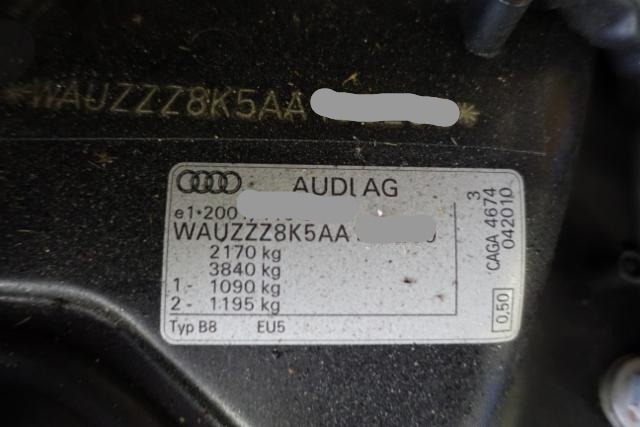 *WAUZZZ8K5AA *
AUDI AG
e1*2001/
WAUZZZ8K5AA
2170 kg
3840 kg
1- 1090 kg
2- 1195 kg
Typ B8 EU5
3
CAGA 4674
042010
0,50